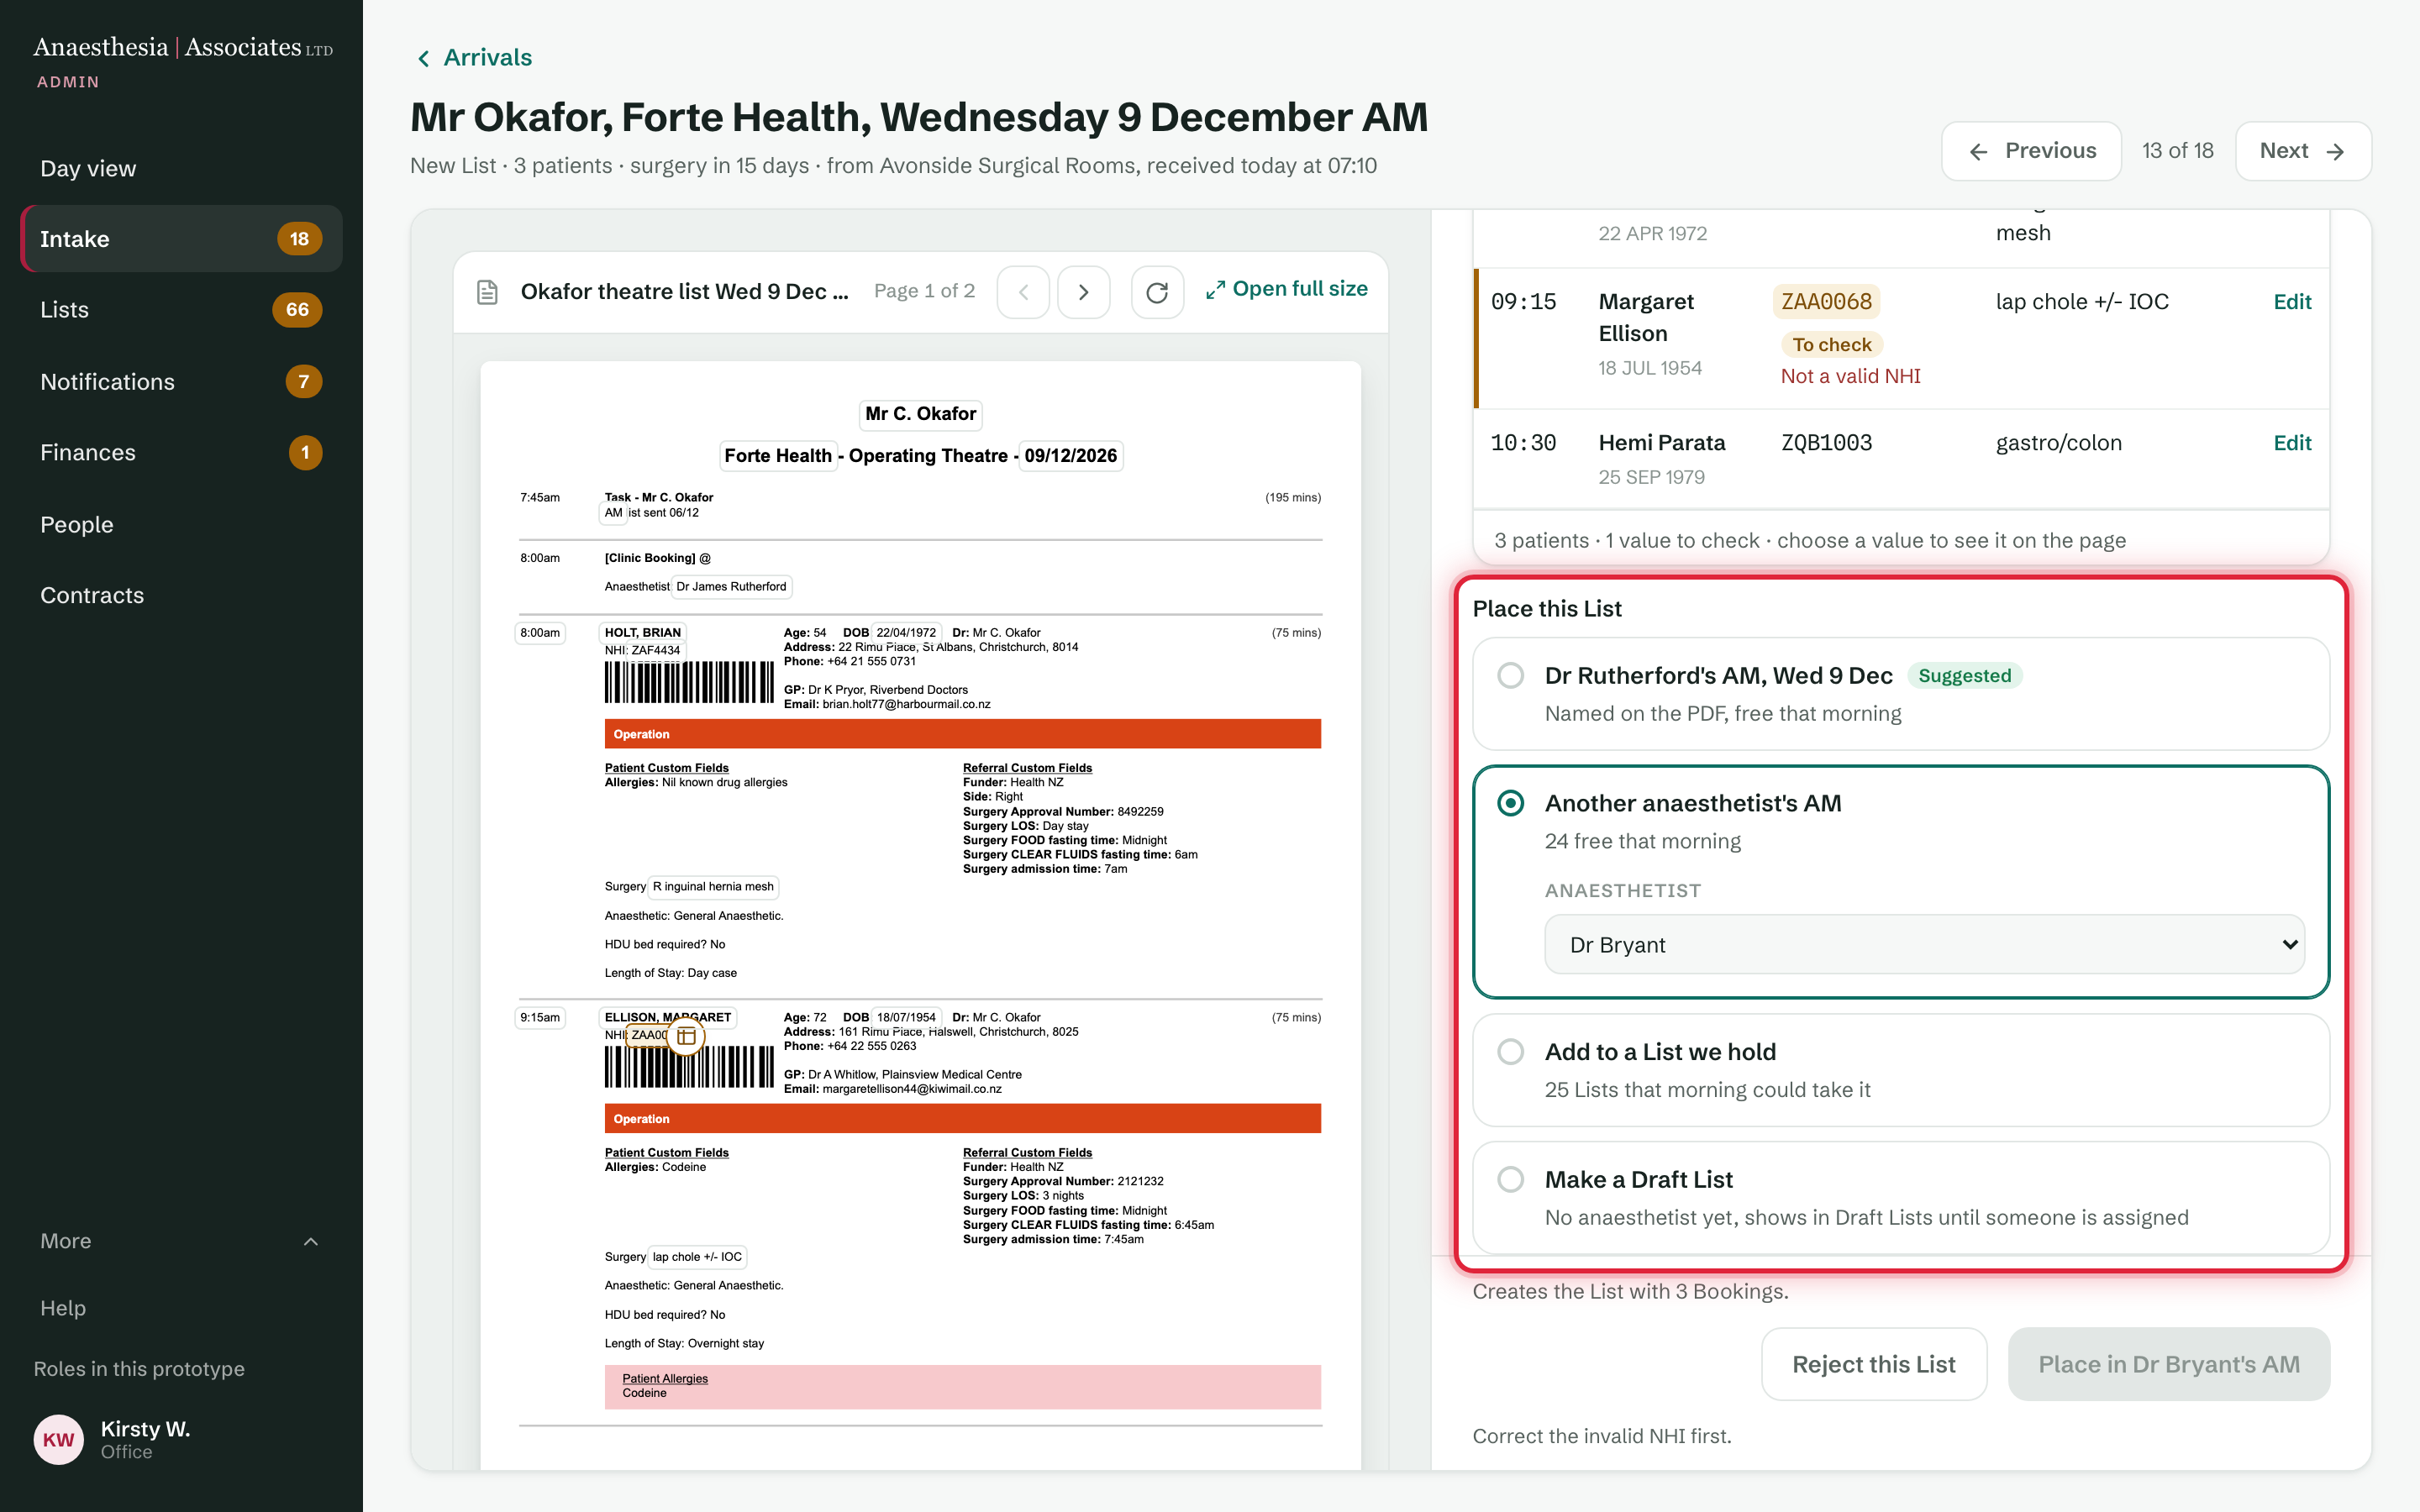 Anaesthesia | Associates LTD
ADMIN
Day view
Intake 18
Lists 66
Notifications 7
Finances 1
People
Contracts
More
Help
Roles in this prototype
KW
Kirsty W.
Office
Arrivals
Mr Okafor, Forte Health, Wednesday 9 December AM
New List · 3 patients · surgery in 15 days · from Avonside Surgical Rooms, received today at 07:10
Previous
13 of 18
Next
Okafor theatre list Wed 9 Dec ...
Page 1 of 2
Open full size
Mr C. Okafor
Forte Health - Operating Theatre - 09/12/2026
7:45am Task - Mr C. Okafor (195 mins)
AM ist sent 06/12
8:00am [Clinic Booking] @
Anaesthetist Dr James Rutherford
8:00am HOLT, BRIAN Age: 54 DOB 22/04/1972 Dr: Mr C. Okafor (75 mins)
NHI: ZAF4434 Address: 22 Rimu Place, St Albans, Christchurch, 8014
Phone: +64 21 555 0731
GP: Dr K Pryor, Riverbend Doctors
Email: brian.holt77@harbourmail.co.nz
Operation
Patient Custom Fields
Allergies: Nil known drug allergies
Referral Custom Fields
Funder: Health NZ
Side: Right
Surgery Approval Number: 8492259
Surgery LOS: Day stay
Surgery FOOD fasting time: Midnight
Surgery CLEAR FLUIDS fasting time: 6am
Surgery admission time: 7am
Surgery R inguinal hernia mesh
Anaesthetic: General Anaesthetic.
HDU bed required? No
Length of Stay: Day case
9:15am ELLISON, MARGARET Age: 72 DOB 18/07/1954 Dr: Mr C. Okafor (75 mins)
NHI: ZAA00 Address: 161 Rimu Place, Halswell, Christchurch, 8025
Phone: +64 22 555 0263
GP: Dr A Whitlow, Plainsview Medical Centre
Email: margaretellison44@kiwimail.co.nz
Operation
Patient Custom Fields
Allergies: Codeine
Referral Custom Fields
Funder: Health NZ
Surgery Approval Number: 2121232
Surgery LOS: 3 nights
Surgery FOOD fasting time: Midnight
Surgery CLEAR FLUIDS fasting time: 6:45am
Surgery admission time: 7:45am
Surgery lap chole +/- IOC
Anaesthetic: General Anaesthetic.
HDU bed required? No
Length of Stay: Overnight stay
Patient Allergies
Codeine
22 APR 1972
mesh
09:15 Margaret Ellison ZAA0068 lap chole +/- IOC Edit
To check
18 JUL 1954
Not a valid NHI
10:30 Hemi Parata ZQB1003 gastro/colon Edit
25 SEP 1979
3 patients · 1 value to check · choose a value to see it on the page
Place this List
Dr Rutherford's AM, Wed 9 Dec Suggested
Named on the PDF, free that morning
Another anaesthetist's AM
24 free that morning
ANAESTHETIST
Dr Bryant
Add to a List we hold
25 Lists that morning could take it
Make a Draft List
No anaesthetist yet, shows in Draft Lists until someone is assigned
Creates the List with 3 Bookings.
Reject this List
Place in Dr Bryant's AM
Correct the invalid NHI first.